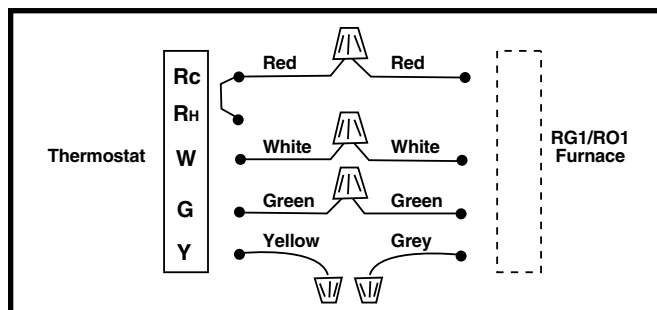 Rc Red Red
RH
Thermostat W White White RG1/RO1
Furnace
G Green Green
Y Yellow Grey